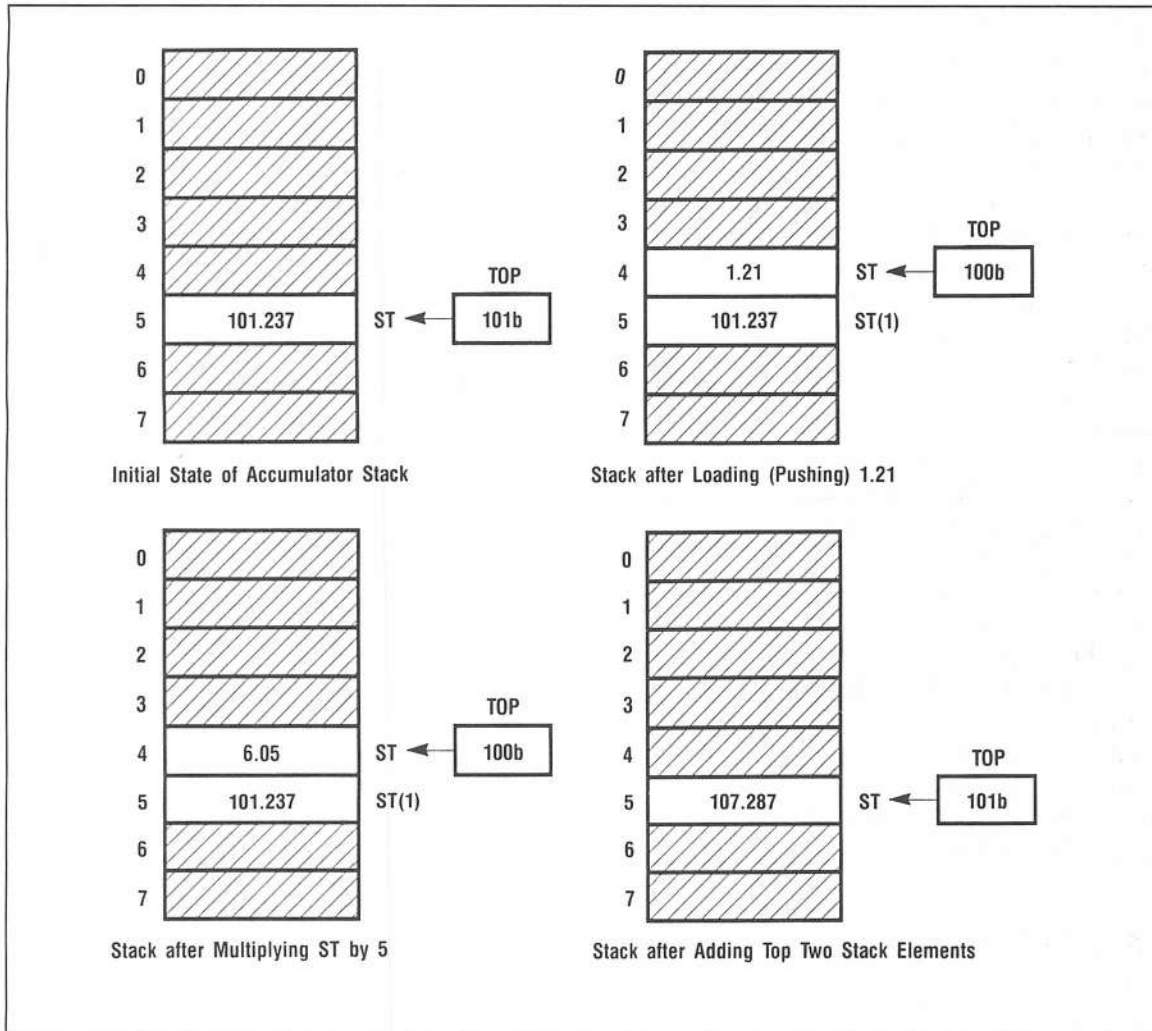 0
1
2
3
4
5 101.237 ST
6
7
TOP
101b
Initial State of Accumulator Stack
0
1
2
3
4 1.21 ST
5 101.237 ST(1)
6
7
TOP
100b
Stack after Loading (Pushing) 1.21
0
1
2
3
4 6.05 ST
5 101.237 ST(1)
6
7
TOP
100b
Stack after Multiplying ST by 5
0
1
2
3
4
5 107.287 ST
6
7
TOP
101b
Stack after Adding Top Two Stack Elements